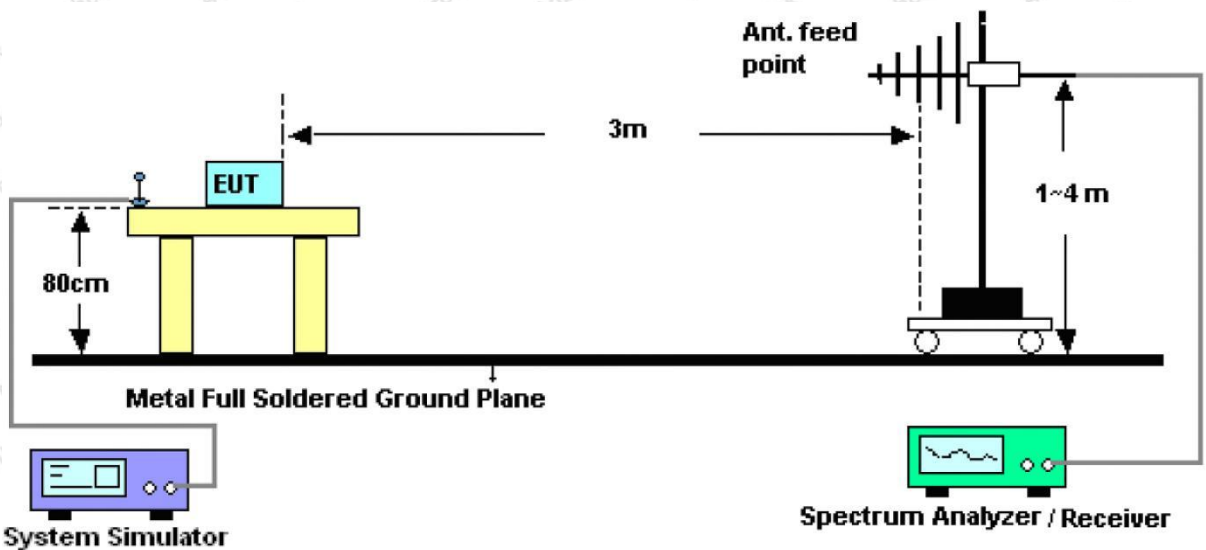 Ant. feed
point
3m
EUT
1~4 m
80cm
Metal Full Soldered Ground Plane
System Simulator
Spectrum Analyzer / Receiver